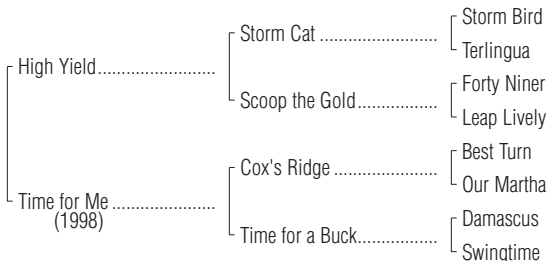 Storm Bird
Storm Cat ..............................
Terlingua
High Yield..............................
Forty Niner
Scoop the Gold.....................
Leap Lively
Best Turn
Cox's Ridge ..........................
Our Martha
Time for Me ..........................
(1998)
Damascus
Time for a Buck.....................
Swingtime